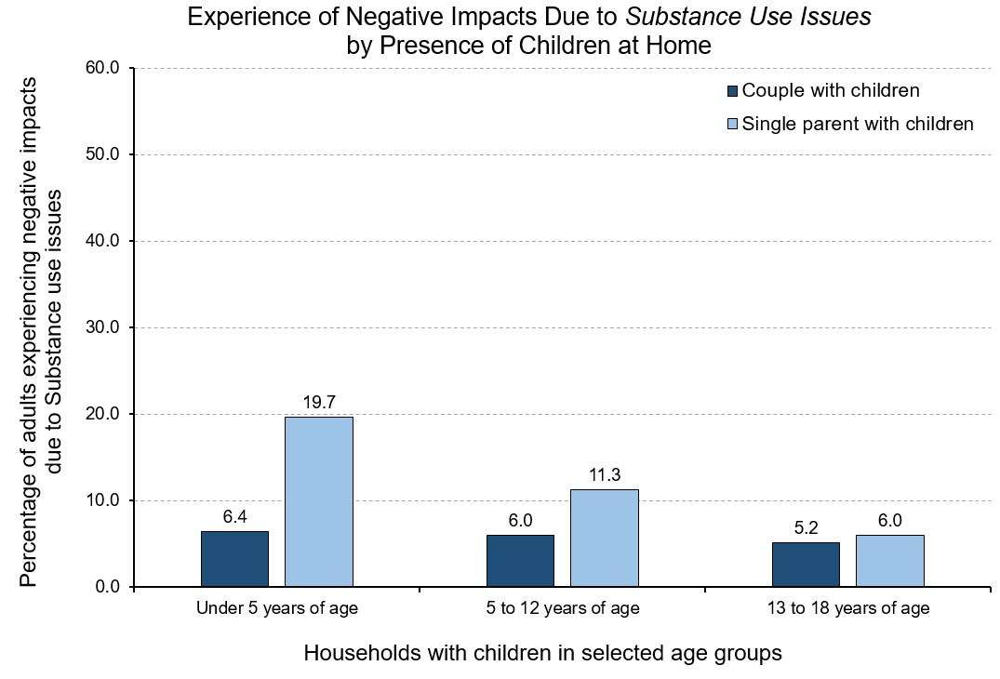 Experience of Negative Impacts Due to Substance Use Issues
by Presence of Children at Home
Percentage of adults experiencing negative impacts
due to Substance use issues
60.0
50.0
40.0
30.0
20.0
10.0
0.0
Couple with children
Single parent with children
6.4
19.7
6.0
11.3
5.2
6.0
Under 5 years of age
5 to 12 years of age
13 to 18 years of age
Households with children in selected age groups